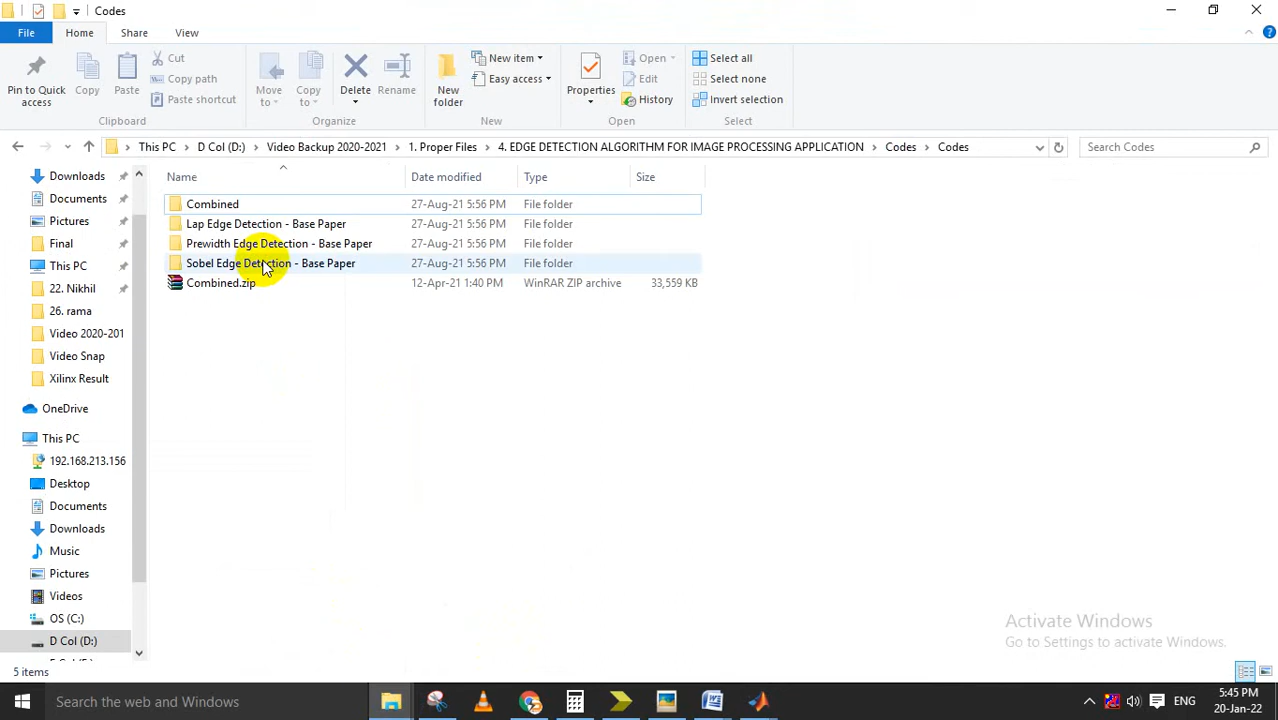 Codes
File Home Share View
Pin to Quick access
Copy
Paste
Cut
Copy path
Paste shortcut
Clipboard
Move to
Copy to
Delete
Rename
Organize
New folder
New item
Easy access
New
Properties
Open
Edit
History
Open
Select all
Select none
Invert selection
Select
This PC > D Col (D:) > Video Backup 2020-2021 > 1. Proper Files > 4. EDGE DETECTION ALGORITHM FOR IMAGE PROCESSING APPLICATION > Codes > Codes
Search Codes
Downloads
Documents
Pictures
Final
This PC
22. Nikhil
26. rama
Video 2020-201
Video Snap
Xilinx Result
OneDrive
This PC
192.168.213.156
Desktop
Documents
Downloads
Music
Pictures
Videos
OS (C:)
D Col (D:)
Name Date modified Type Size
Combined 27-Aug-21 5:56 PM File folder
Lap Edge Detection - Base Paper 27-Aug-21 5:56 PM File folder
Prewidth Edge Detection - Base Paper 27-Aug-21 5:56 PM File folder
Sobel Edge Detection - Base Paper 27-Aug-21 5:56 PM File folder
Combined.zip 12-Apr-21 1:40 PM WinRAR ZIP archive 33,559 KB
Activate Windows
Go to Settings to activate Windows.
5 items
Search the web and Windows
ENG
5:45 PM
20-Jan-22